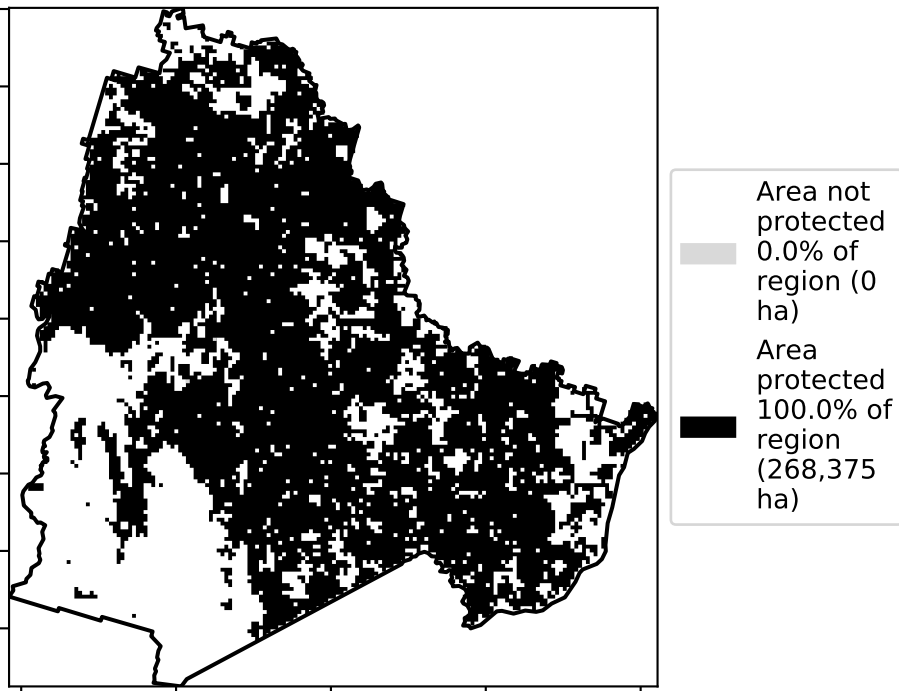 Area not
protected
0.0% of
region (0
ha)
Area
protected
100.0% of
region
(268,375
ha)